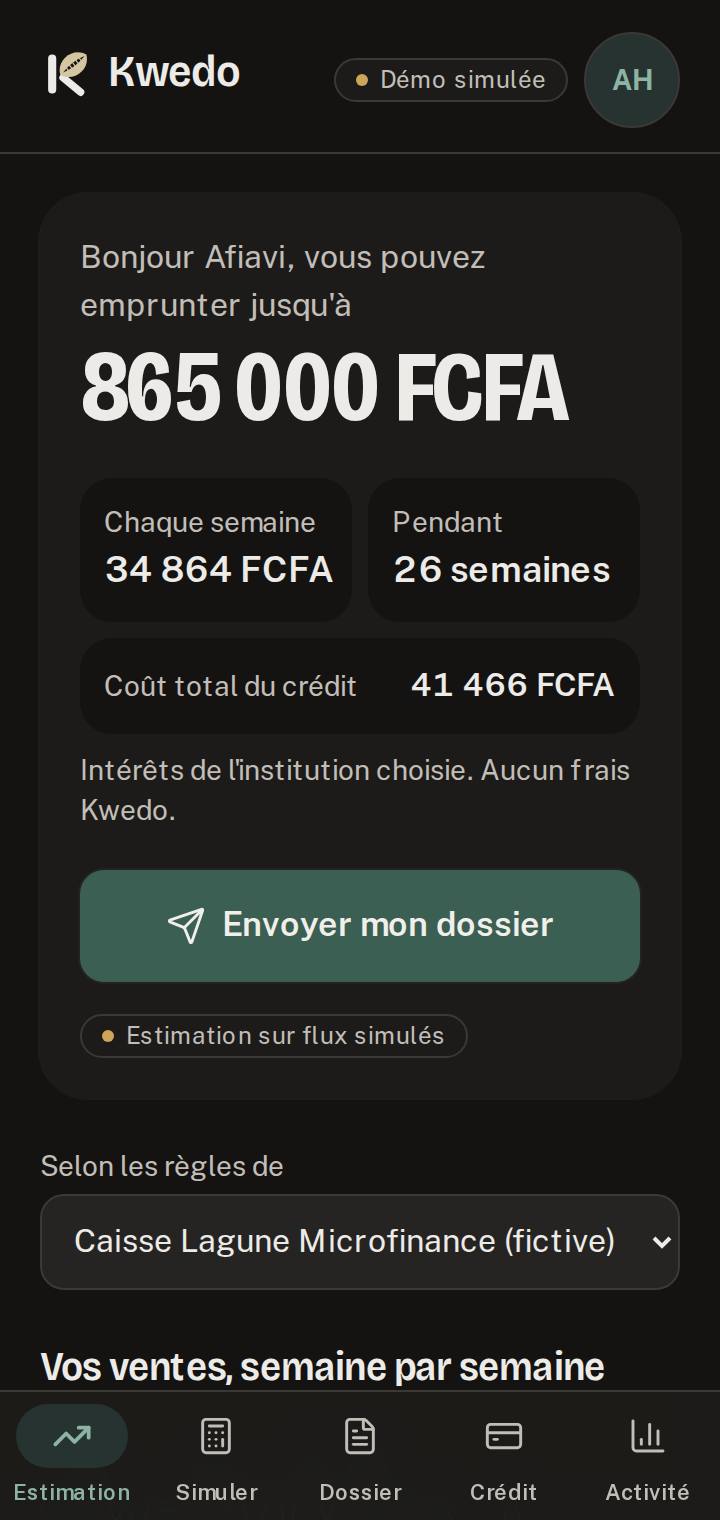 Kwedo
Démo simulée
AH
Bonjour Afiavi, vous pouvez
emprunter jusqu'à
865 000 FCFA
Chaque semaine
34 864 FCFA
Pendant
26 semaines
Coût total du crédit
41 466 FCFA
Intérêts de l'institution choisie. Aucun frais
Kwedo.
Envoyer mon dossier
Estimation sur flux simulés
Selon les règles de
Caisse Lagune Microfinance (fictive)
Vos ventes, semaine par semaine
Estimation
Simuler
Dossier
Crédit
Activité